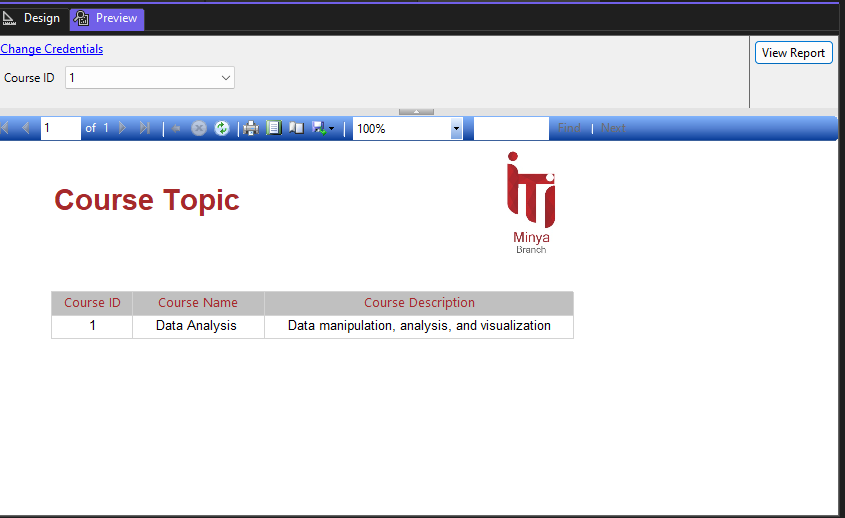 Design Preview
Change Credentials
Course ID 1 View Report
1 of 1 100% Find | Next
Course Topic
iTi
Minya
Branch
Course ID Course Name Course Description
1 Data Analysis Data manipulation, analysis, and visualization